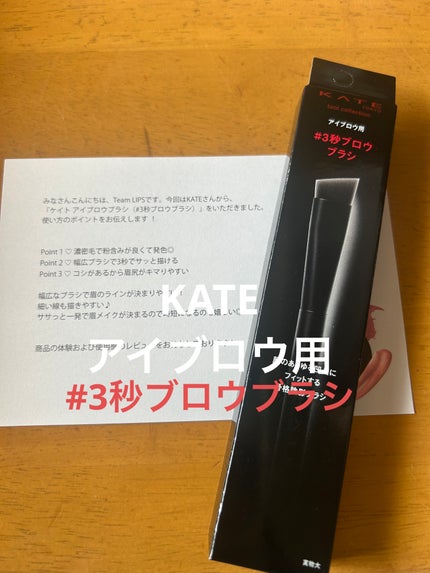 みなさんこんにちは、Team LIPSです。今回はKATEさんから、
『ケイト アイブロウブラシ（#3秒ブロウブラシ）』をいただきました。
使い方のポイントをお伝えします！
Point 1 ♡ 濃密毛で粉含みが良くて発色◎
Point 2 ♡ 幅広ブラシで3秒でサッと描ける
Point 3 ♡ コシがあるから眉尻がキマりやすい
幅広なブラシで眉のラインが決まりやす
細い線も描きやすい♪
ササっと一発で眉メイクが決まるので
商品の体験および使用
KATE
TOKYO
tool collection
アイブロウ用
#3秒ブロウ
ブラシ
フィットする
ブラシ
実物大
KATE
アイブロウ用
#3秒ブロウブラシ